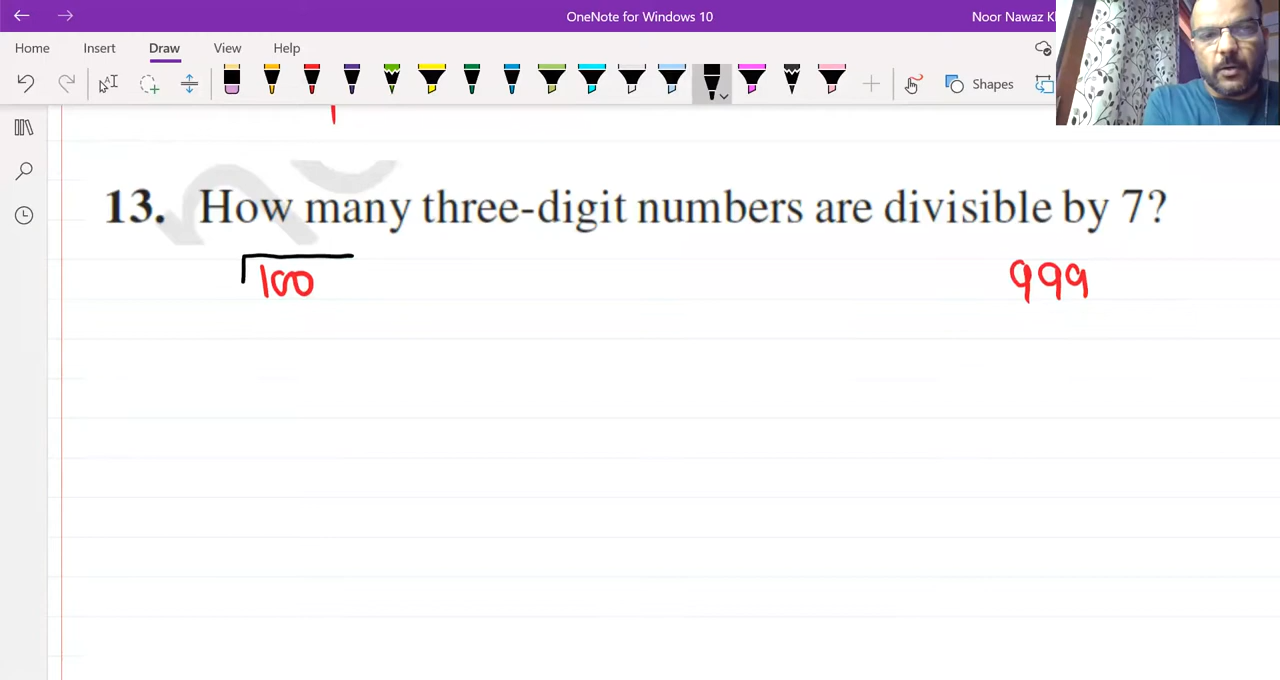 OneNote for Windows 10
Noor Nawaz
Home Insert Draw View Help
Shapes
13. How many three-digit numbers are divisible by 7?
100 999